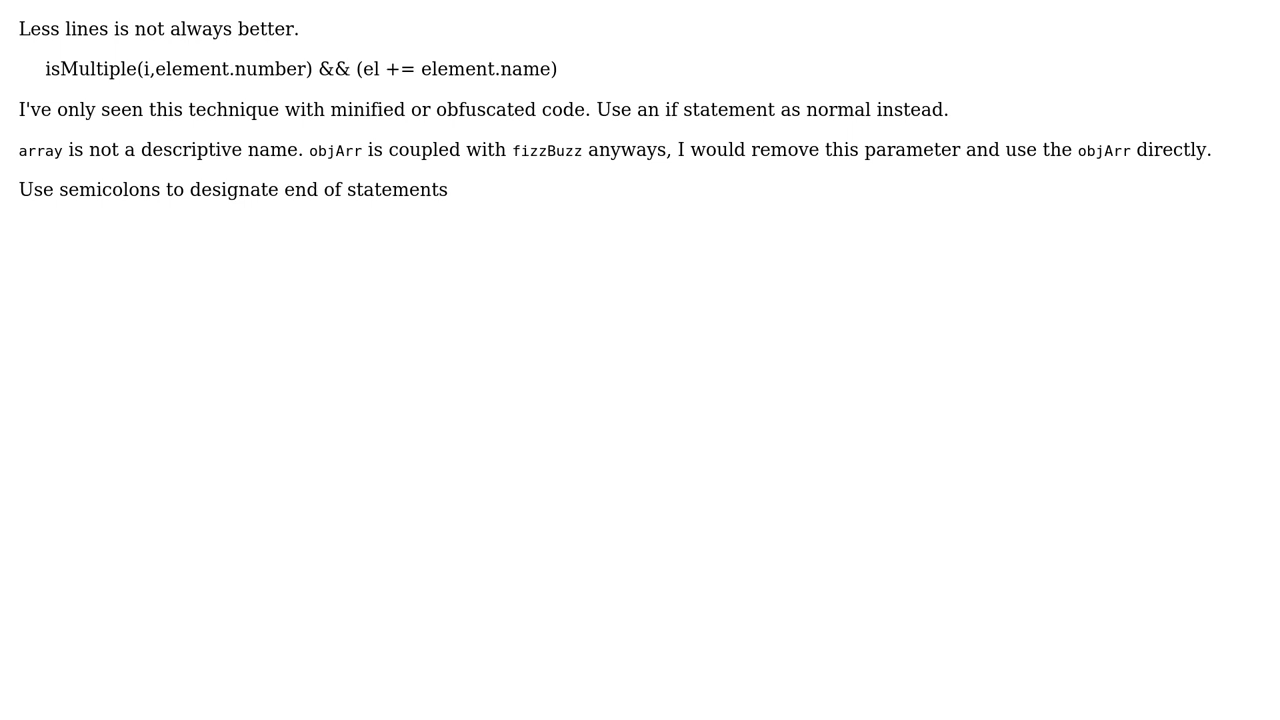 Less lines is not always better.
isMultiple(i,element.number) && (el += element.name)
I've only seen this technique with minified or obfuscated code. Use an if statement as normal instead.
array is not a descriptive name. objArr is coupled with fizzBuzz anyways, I would remove this parameter and use the objArr directly.
Use semicolons to designate end of statements